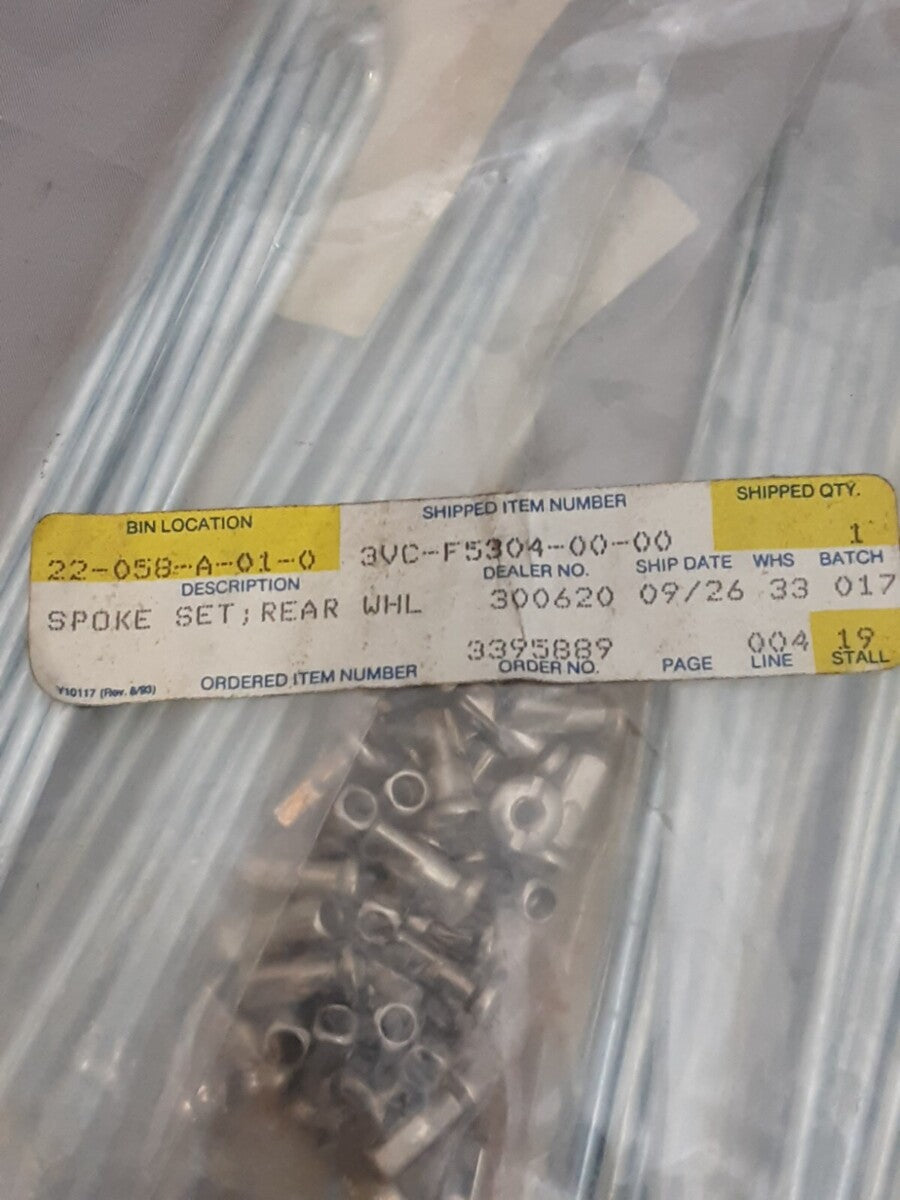 BIN LOCATION SHIPPED ITEM NUMBER SHIPPED QTY.
22-058-A-01-0 3VC-F5304-00-00 1
DESCRIPTION DEALER NO. SHIP DATE WHS BATCH
SPOKE SET;REAR WHL 300620 09/26 33 017
3395889 004 19
ORDERED ITEM NUMBER ORDER NO. PAGE LINE STALL
Y10117 (Rev. 8/93)